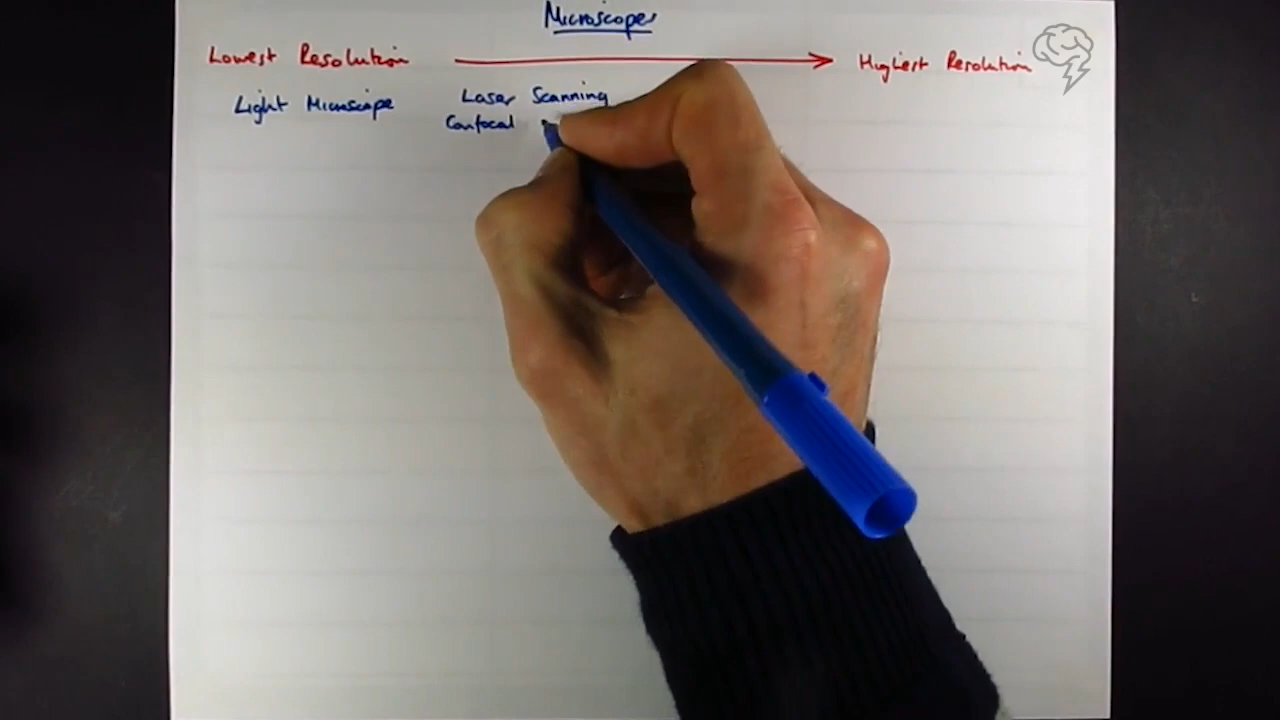 Microscopes
Lowest Resolution
Highest Resolution
Light Microscope
Laser Scanning
Confocal